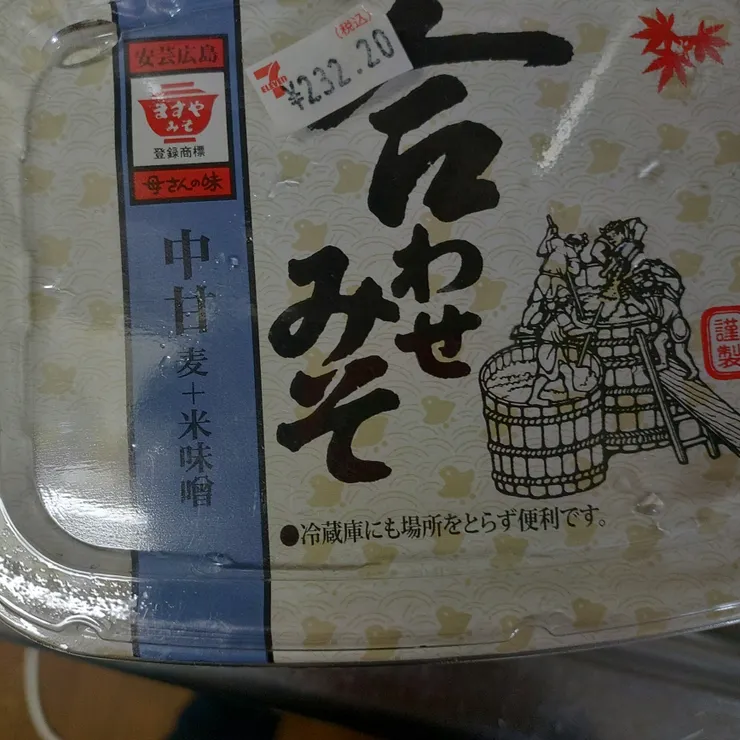 安芸広島
ますや
みそ
登録商標
母さんの味
中甘 麦+米味噌
(税込)
7
ELEVEN
¥232.20
合わせ
みそ
謹製
●冷蔵庫にも場所をとらず便利です。